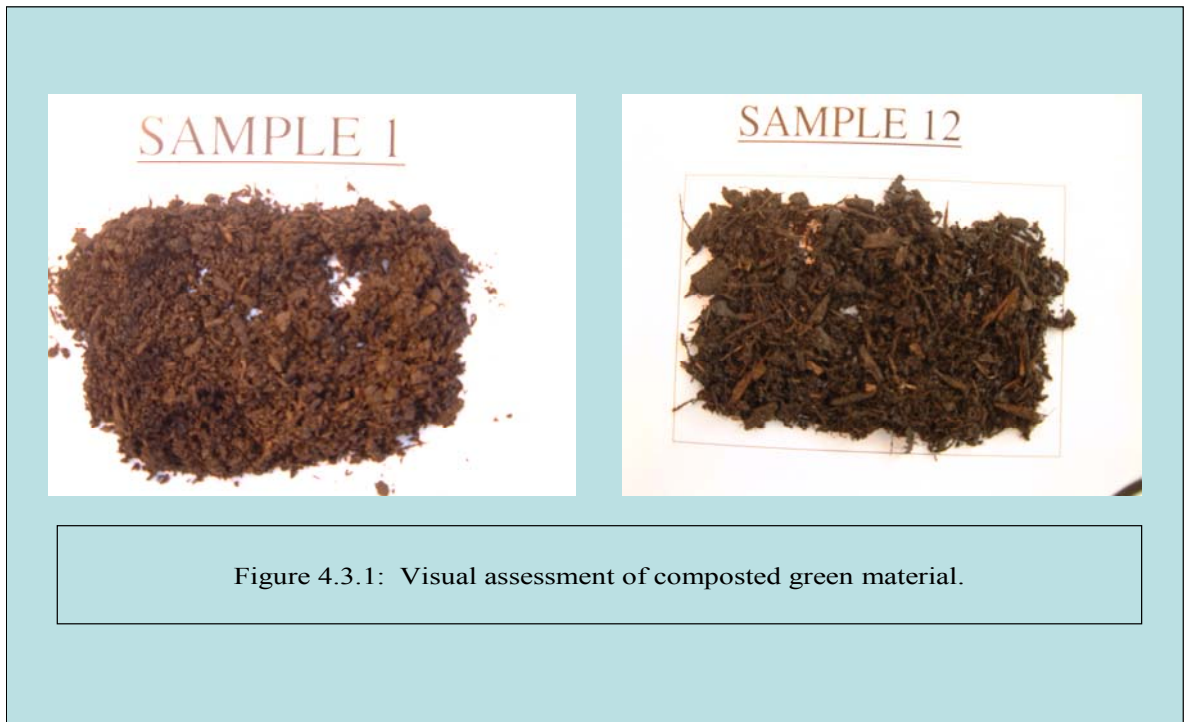 SAMPLE 1
SAMPLE 12
Figure 4.3.1: Visual assessment of composted green material.